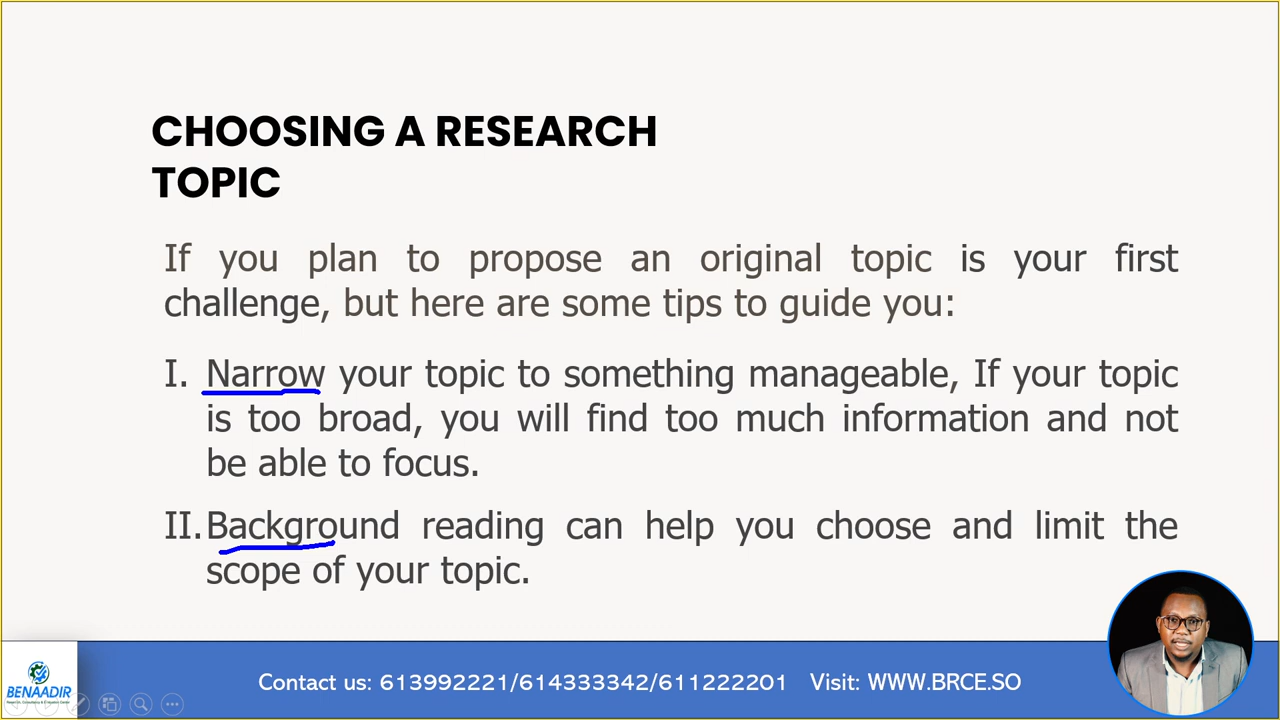 CHOOSING A RESEARCH
TOPIC
If you plan to propose an original topic is your first
challenge, but here are some tips to guide you:
I. Narrow your topic to something manageable, If your topic
is too broad, you will find too much information and not
be able to focus.
II. Background reading can help you choose and limit the
scope of your topic.
BENAADIR
Contact us: 613992221/614333342/611222201 Visit: WWW.BRCE.SO